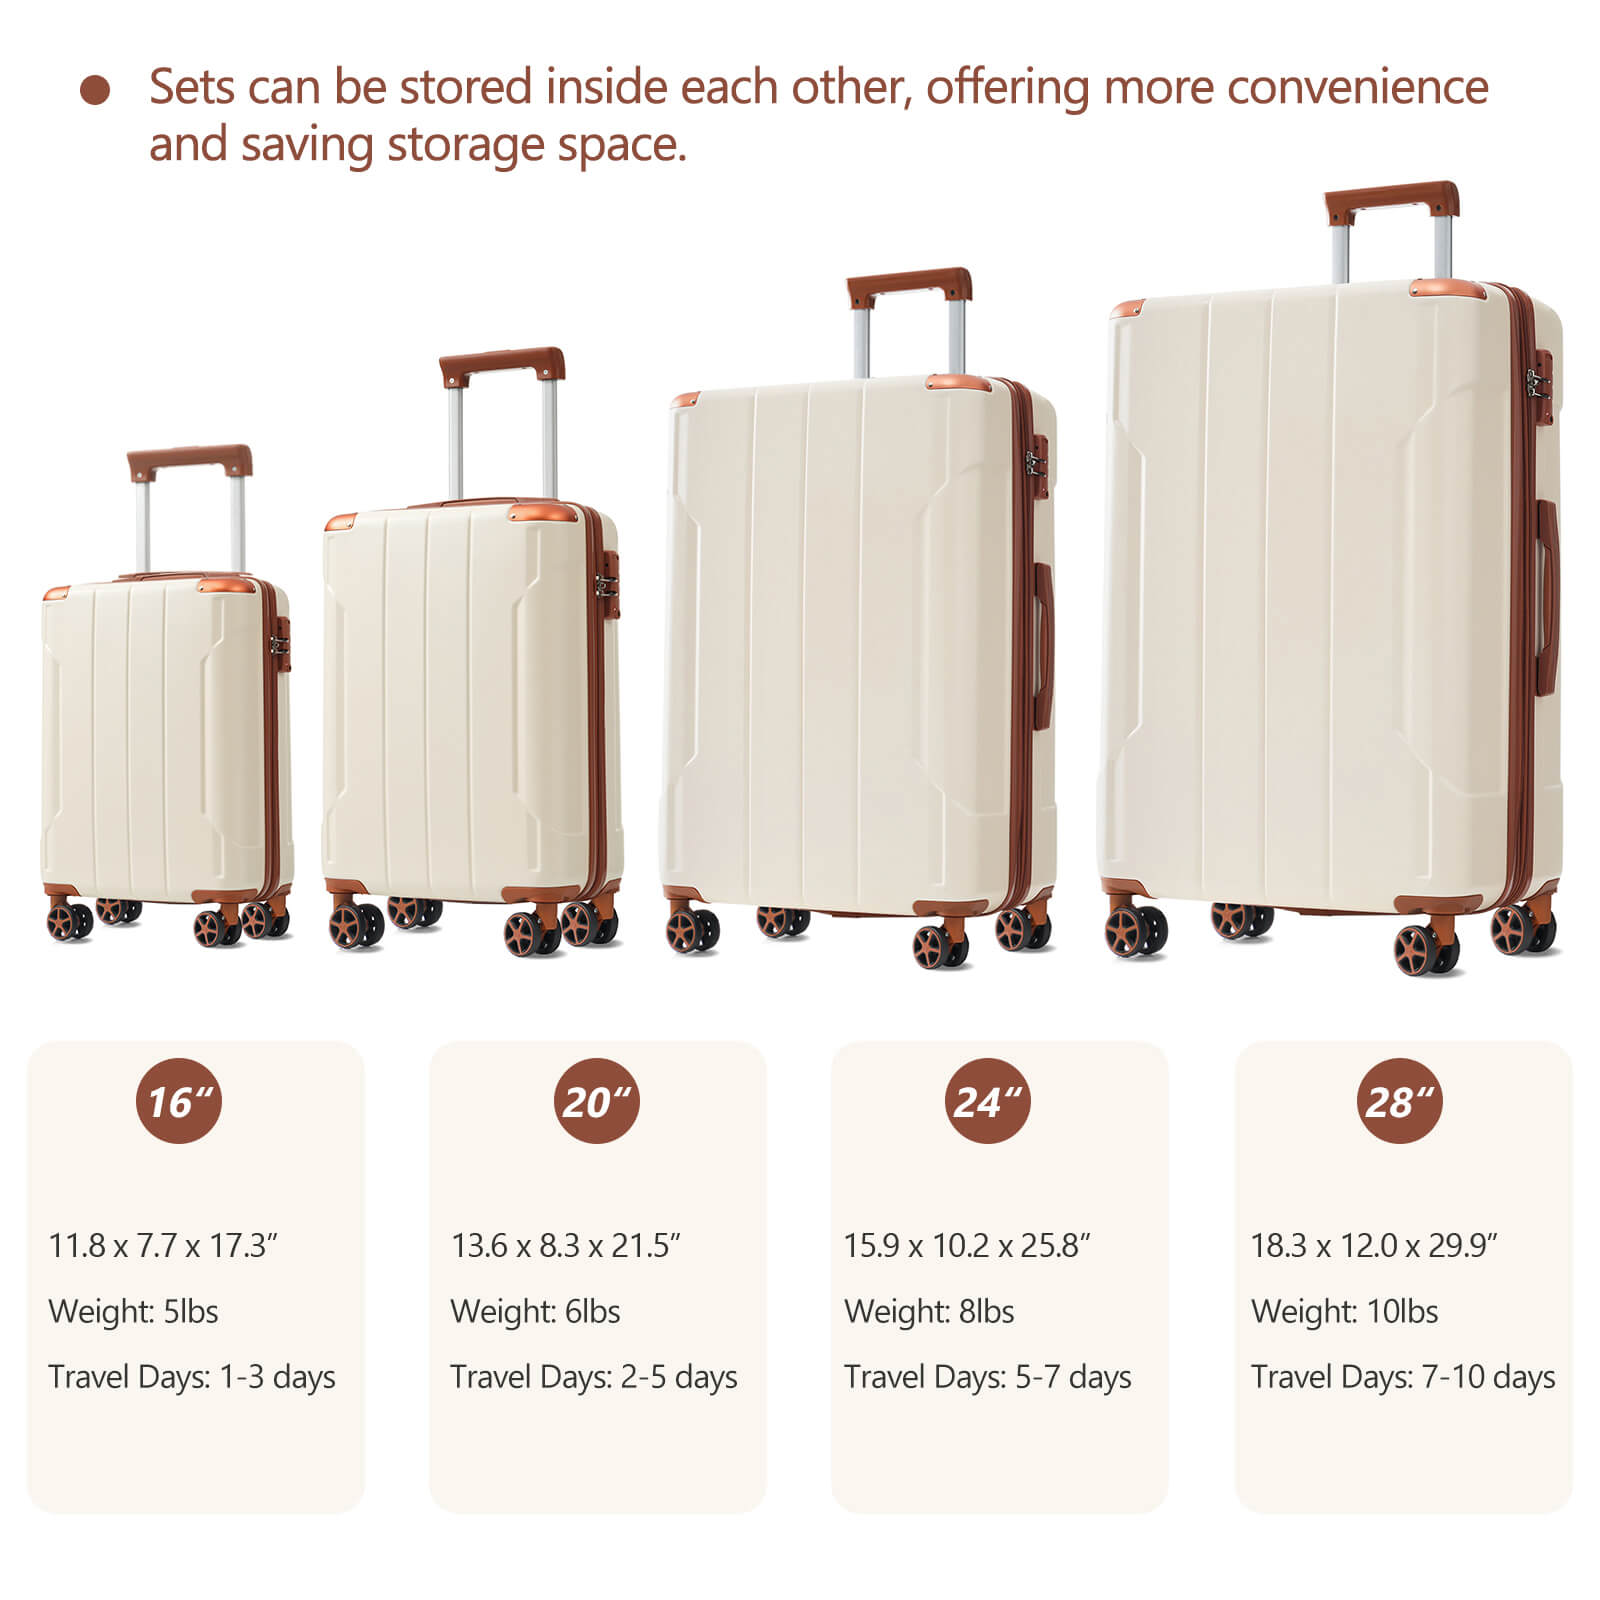 Sets can be stored inside each other, offering more convenience
and saving storage space.
16“
11.8 x 7.7 x 17.3”
Weight: 5lbs
Travel Days: 1-3 days
20“
13.6 x 8.3 x 21.5”
Weight: 6lbs
Travel Days: 2-5 days
24“
15.9 x 10.2 x 25.8”
Weight: 8lbs
Travel Days: 5-7 days
28“
18.3 x 12.0 x 29.9”
Weight: 10lbs
Travel Days: 7-10 days